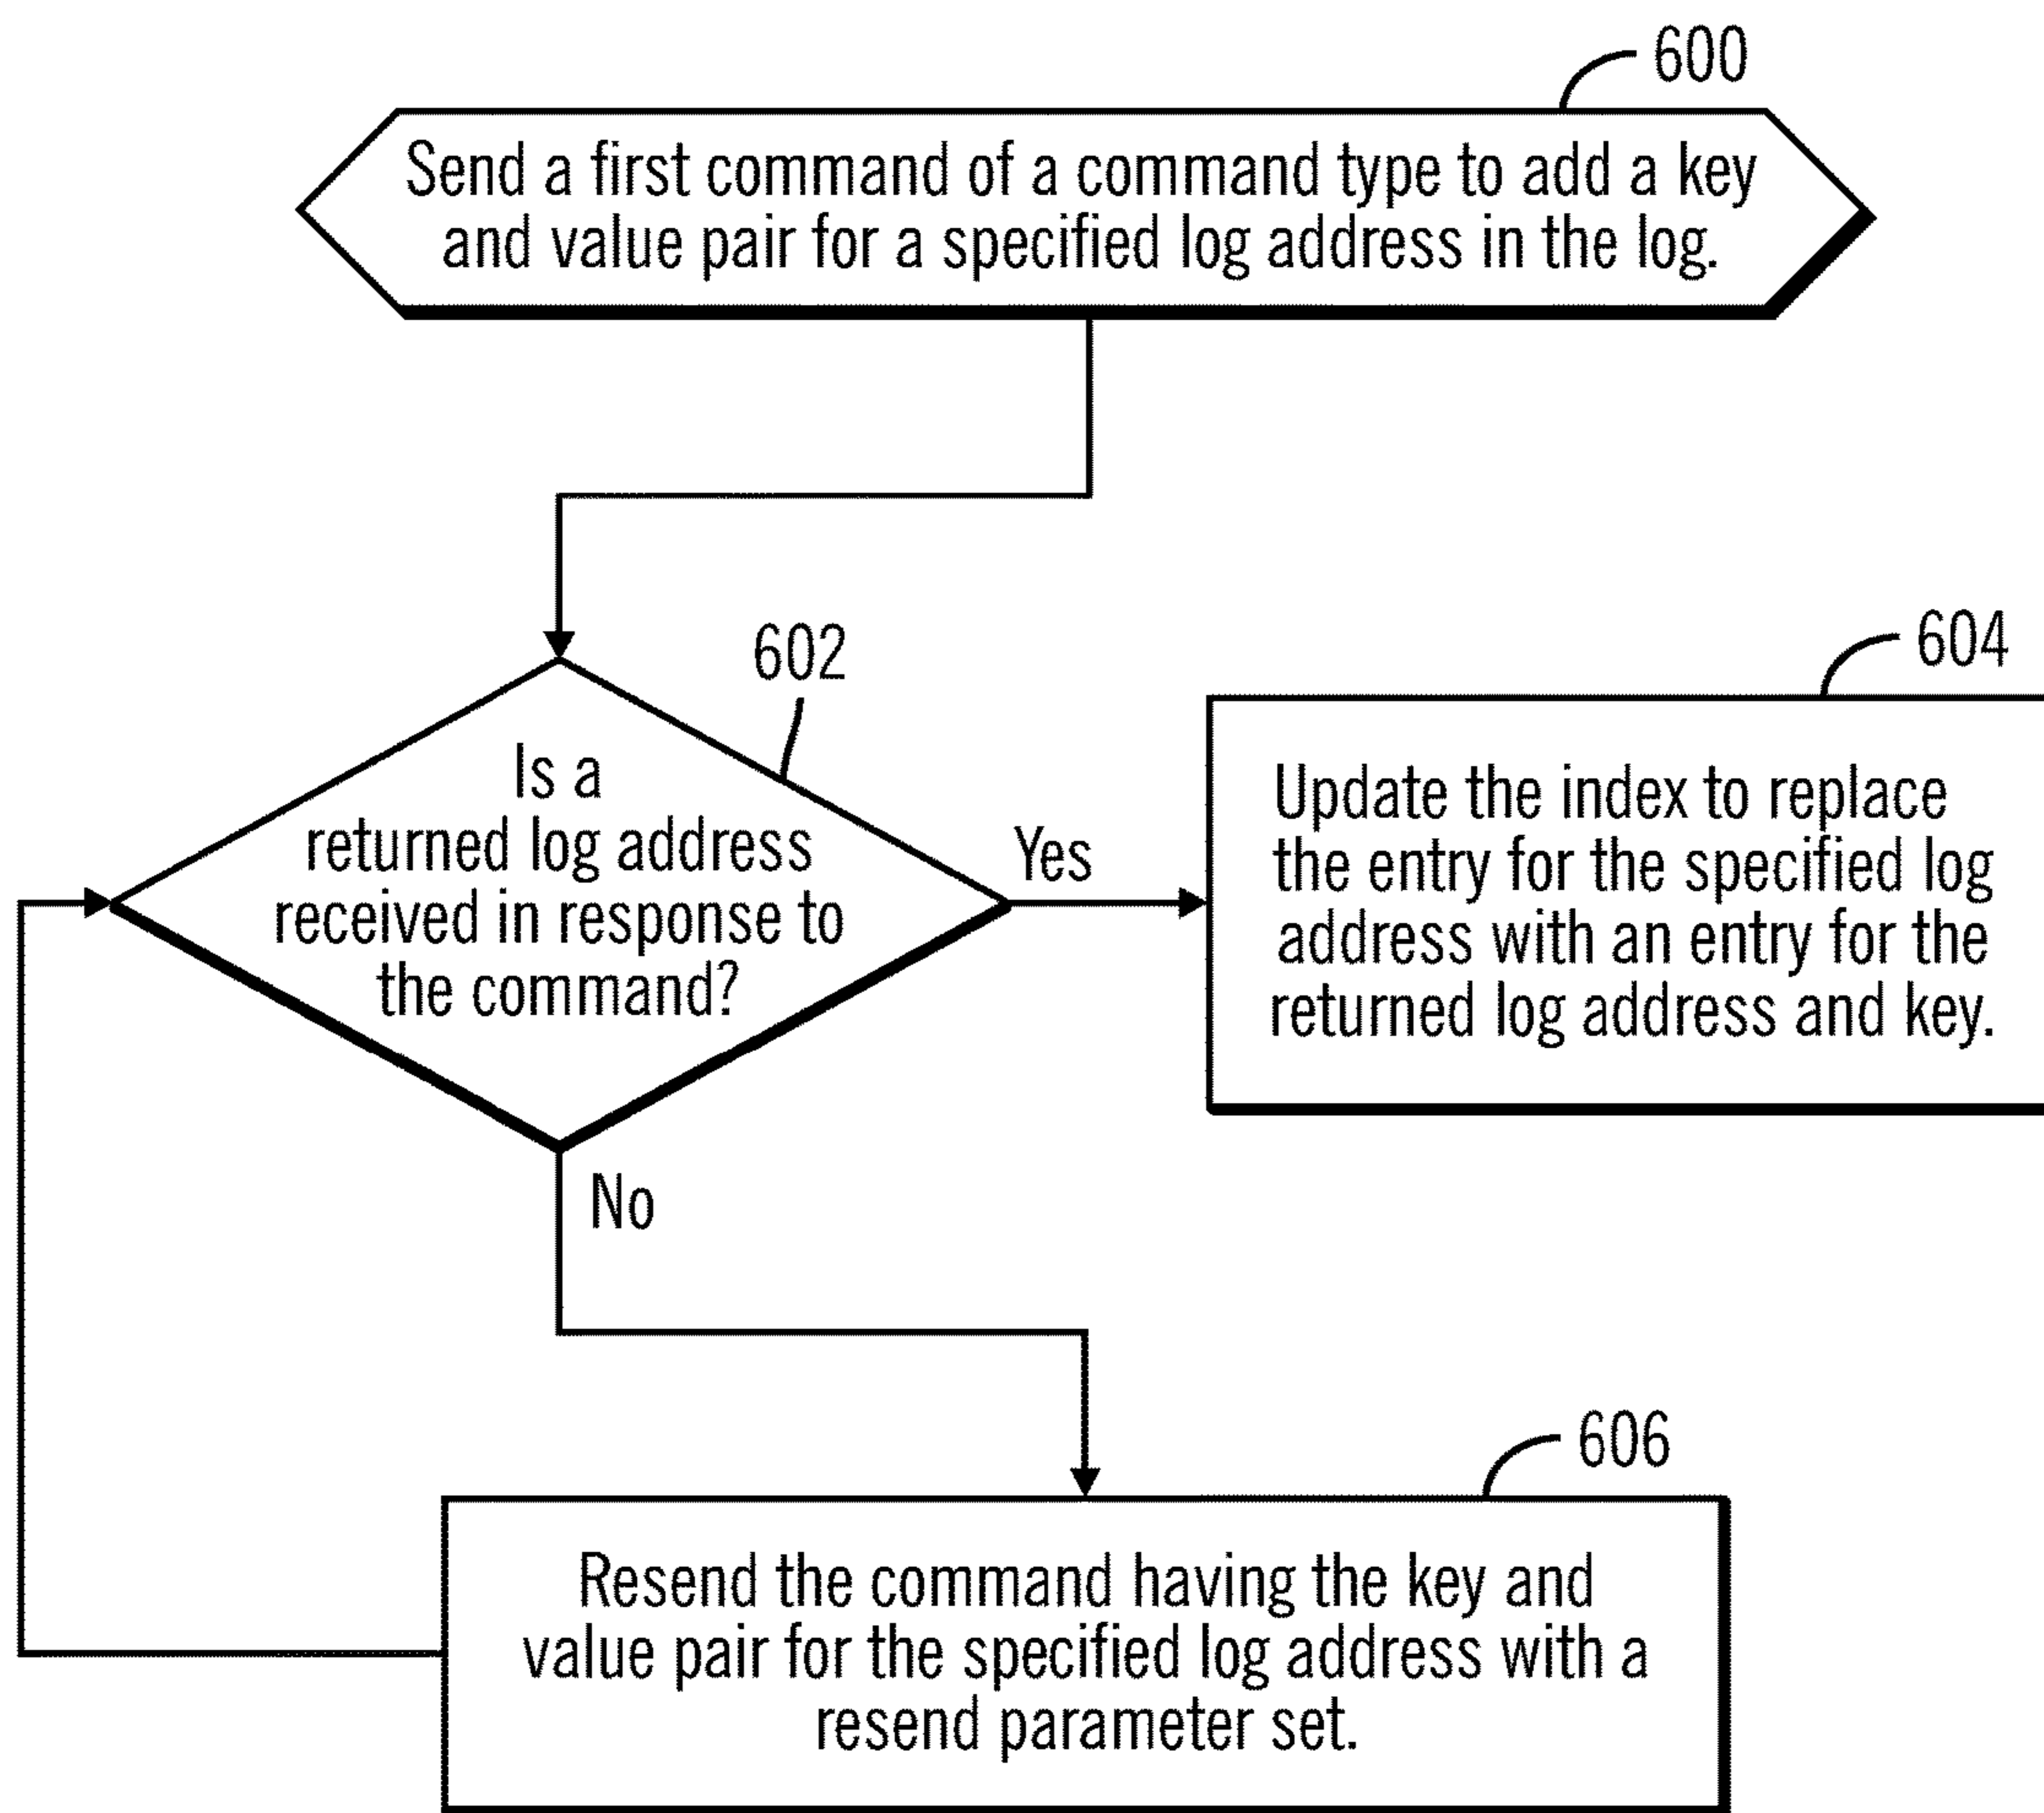 600
Send a first command of a command type to add a key
and value pair for a specified log address in the log.
602
Is a
returned log address
received in response to
the command?
Yes
604
Update the index to replace
the entry for the specified log
address with an entry for the
returned log address and key.
No
606
Resend the command having the key and
value pair for the specified log address with a
resend parameter set.